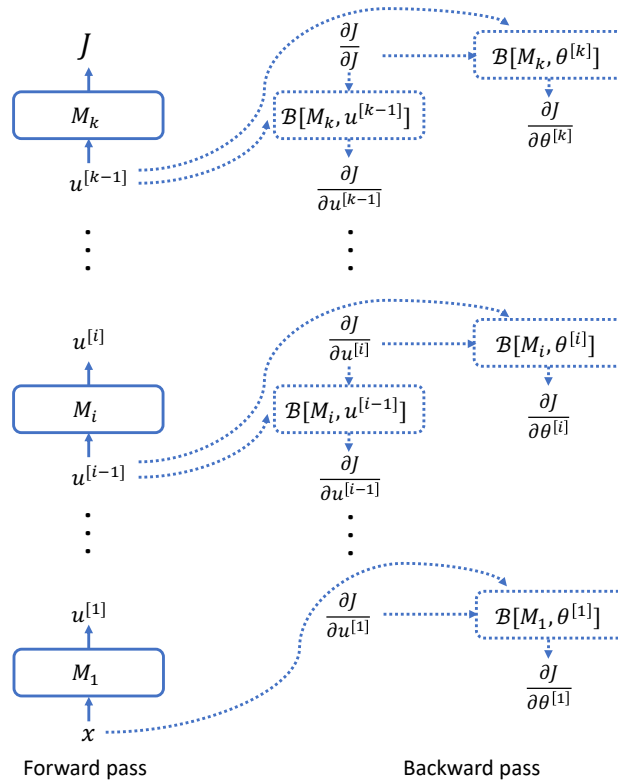 J
M_k
u^{[k-1]}
∂J/∂J
ℬ[M_k, θ^{[k]}]
ℬ[M_k, u^{[k-1]}]
∂J/∂θ^{[k]}
∂J/∂u^{[k-1]}
u^{[i]}
M_i
u^{[i-1]}
∂J/∂u^{[i]}
ℬ[M_i, θ^{[i]}]
ℬ[M_i, u^{[i-1]}]
∂J/∂θ^{[i]}
∂J/∂u^{[i-1]}
u^{[1]}
M_1
x
∂J/∂u^{[1]}
ℬ[M_1, θ^{[1]}]
∂J/∂θ^{[1]}
Forward pass
Backward pass